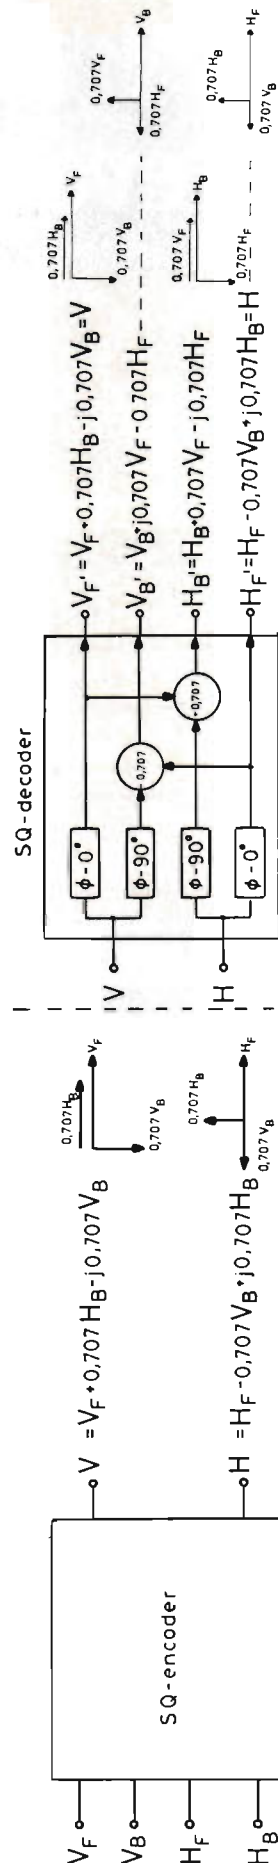 SQ-encoder
V_F
V_B
H_F
H_B
V = V_F + 0,707 H_B - j0,707 V_B
0,707 H_B
V_F
0,707 V_B
H = H_F - 0,707 V_B + j0,707 H_B
0,707 H_B
H_F
0,707 V_B
SQ-decoder
V
H
φ-0°
φ-90°
φ-90°
φ-0°
-0,707
+0,707
V_F' = V_F + 0,707 H_B - j0,707 V_B = V
0,707 H_B
V_F
0,707 V_B
V_B' = V_B + j0,707 V_F - 0707 H_F
0,707 V_F
V_B
0,707 H_F
H_B' = H_B + 0,707 V_F - j0,707 H_F
0,707 V_F
H_B
0,707 H_F
H_F' = H_F - 0,707 V_B + j0,707 H_B = H
0,707 H_B
H_F
0,707 V_B